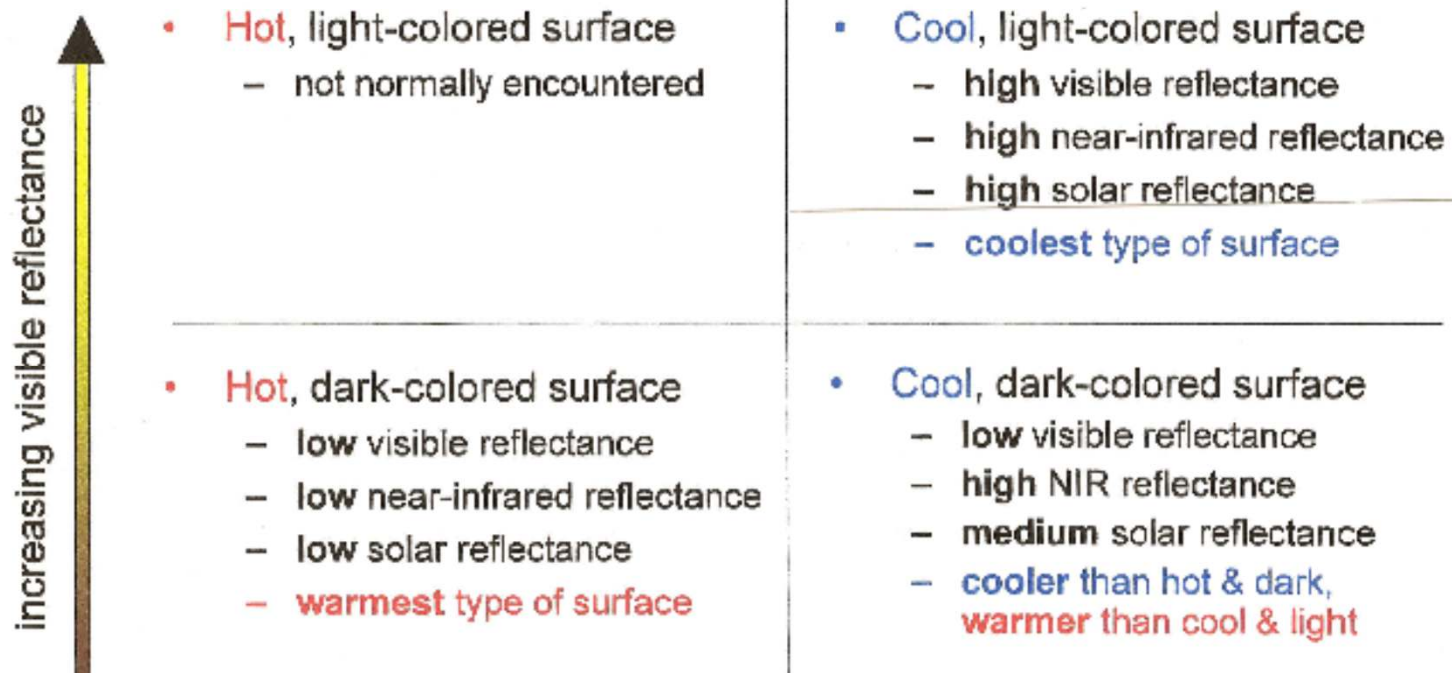 increasing visible reflectance
• Hot, light-colored surface
– not normally encountered
• Cool, light-colored surface
– high visible reflectance
– high near-infrared reflectance
– high solar reflectance
– coolest type of surface
• Hot, dark-colored surface
– low visible reflectance
– low near-infrared reflectance
– low solar reflectance
– warmest type of surface
• Cool, dark-colored surface
– low visible reflectance
– high NIR reflectance
– medium solar reflectance
– cooler than hot & dark,
warmer than cool & light